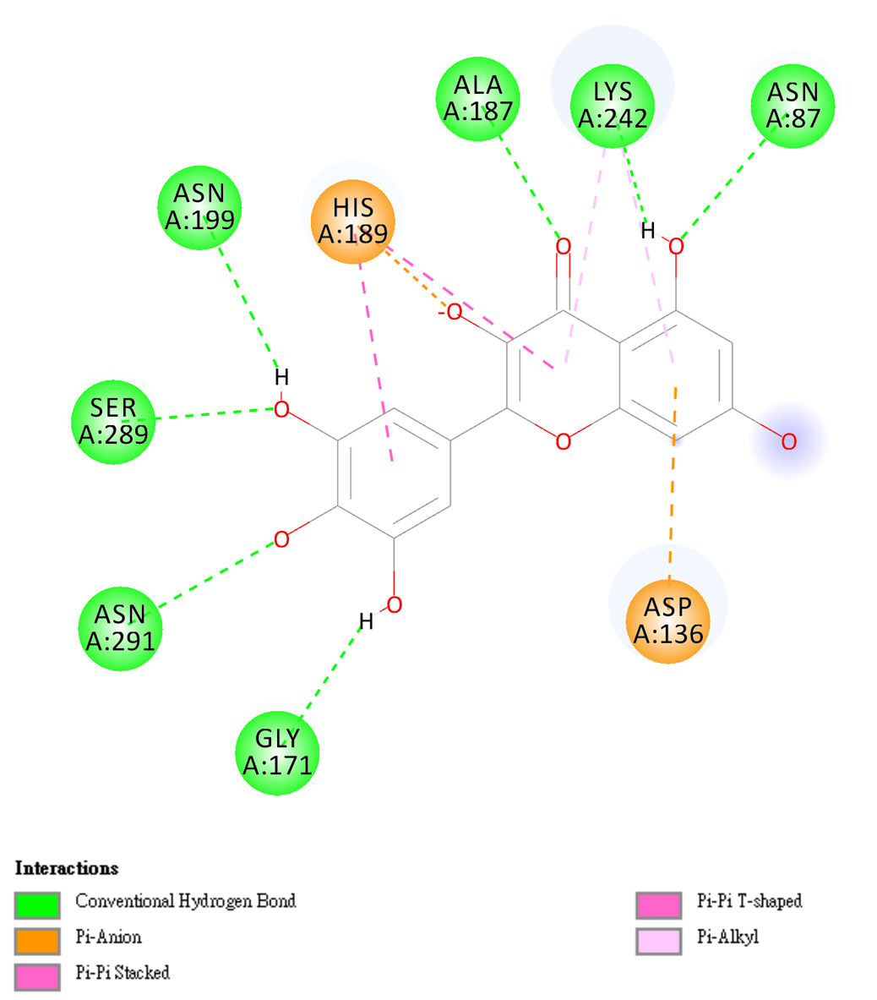 ALA
A:187
LYS
A:242
ASN
A:87
ASN
A:199
HIS
A:189
H
O
O
-O
H
SER
A:289
O
O
O
O
ASN
A:291
O
H
ASP
A:136
GLY
A:171
Interactions
Conventional Hydrogen Bond
Pi-Anion
Pi-Pi Stacked
Pi-Pi T-shaped
Pi-Alkyl